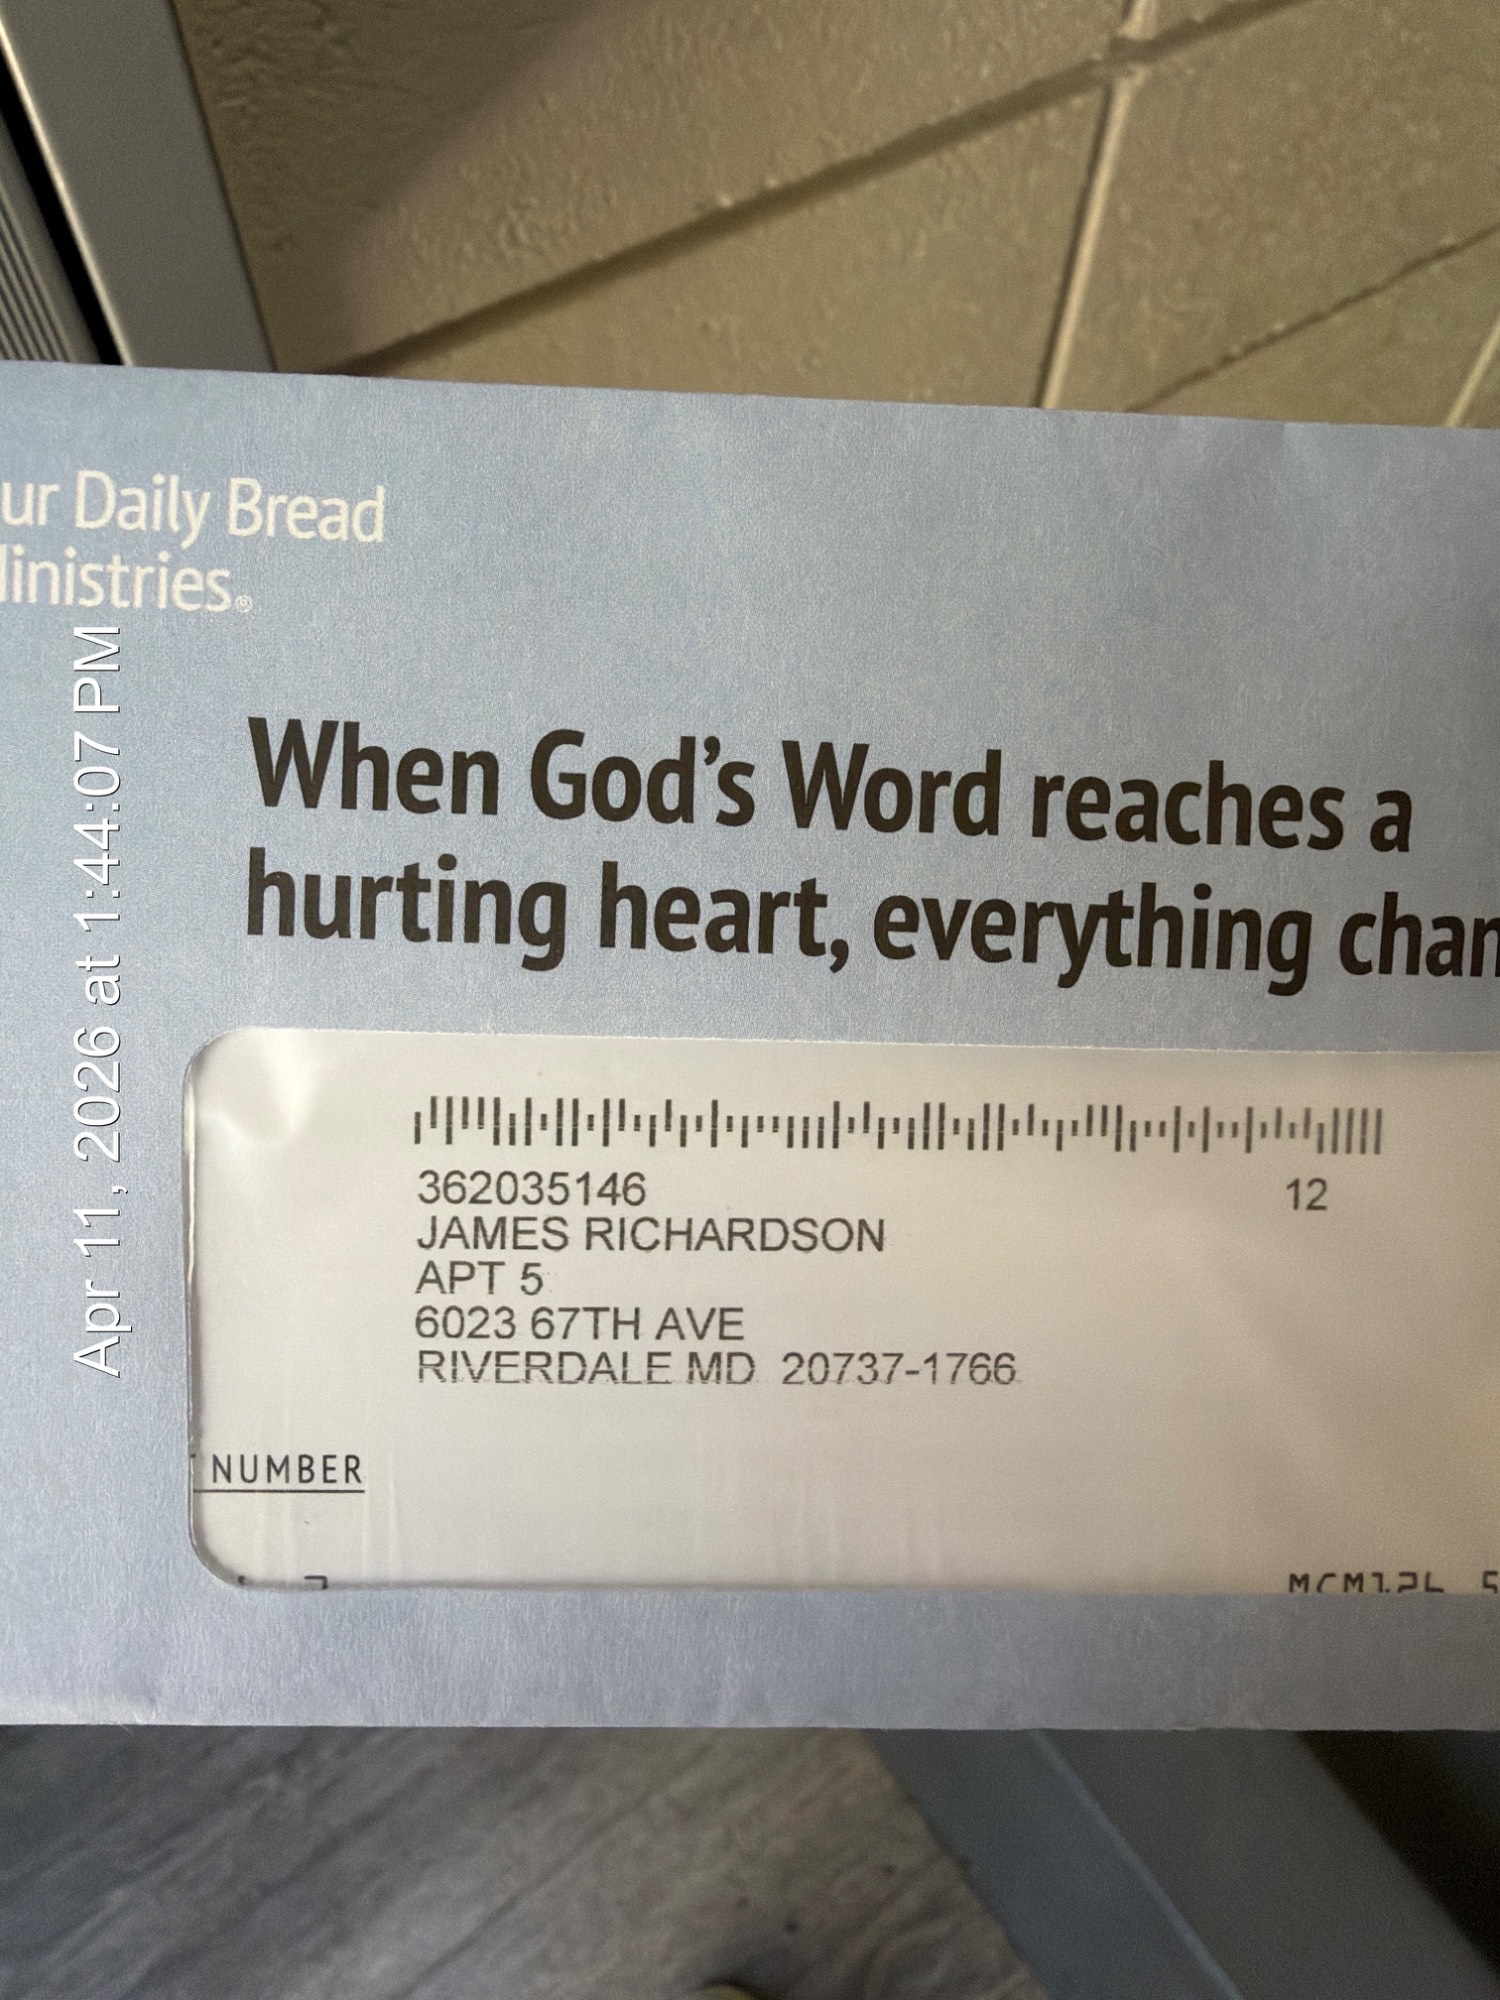 ur Daily Bread
inistries®
Apr 11, 2026 at 1:44:07 PM
When God's Word reaches a
hurting heart, everything chan
362035146 12
JAMES RICHARDSON
APT 5
6023 67TH AVE
RIVERDALE MD 20737-1766
NUMBER